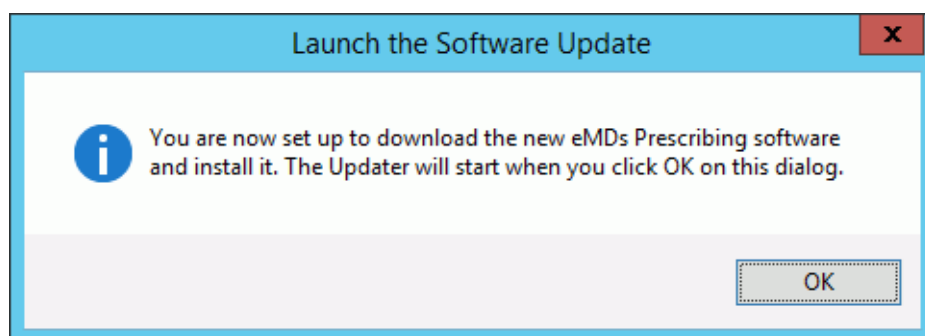 Launch the Software Update
x
You are now set up to download the new eMDs Prescribing software
and install it. The Updater will start when you click OK on this dialog.
OK